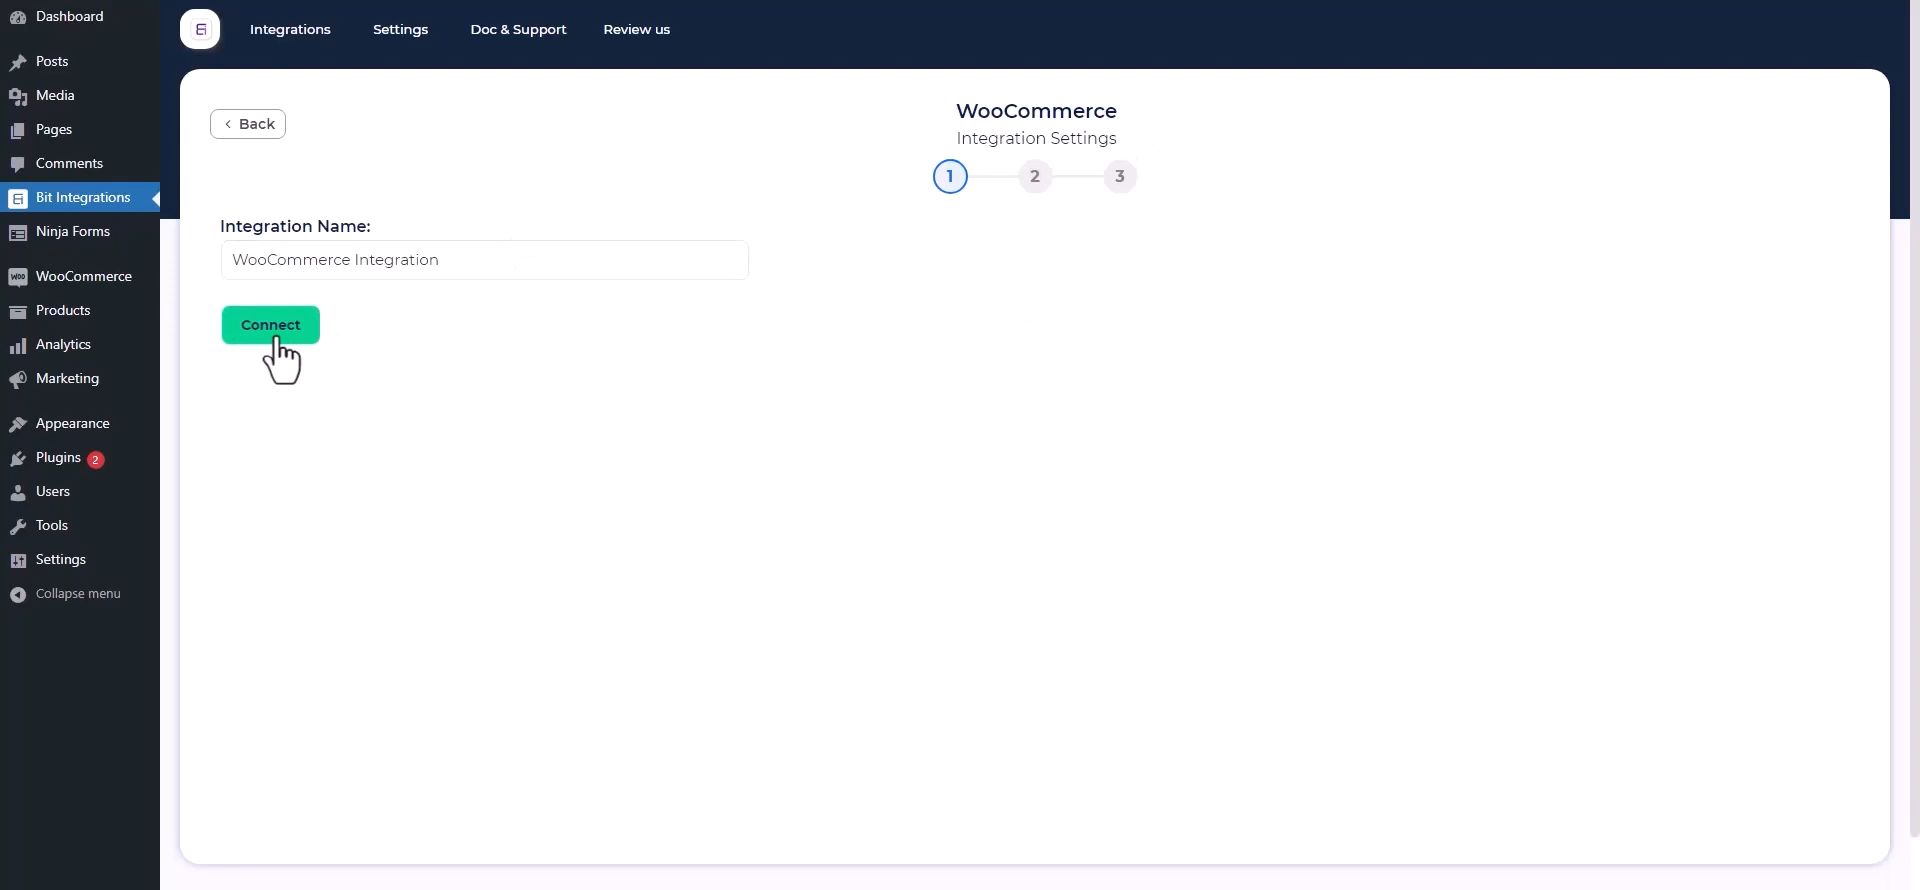 Dashboard
Posts
Media
Pages
Comments
Bit Integrations
Ninja Forms
WooCommerce
Products
Analytics
Marketing
Appearance
Plugins 2
Users
Tools
Settings
Collapse menu
Integrations Settings Doc & Support Review us
< Back
WooCommerce
Integration Settings
1 2 3
Integration Name:
WooCommerce Integration
Connect